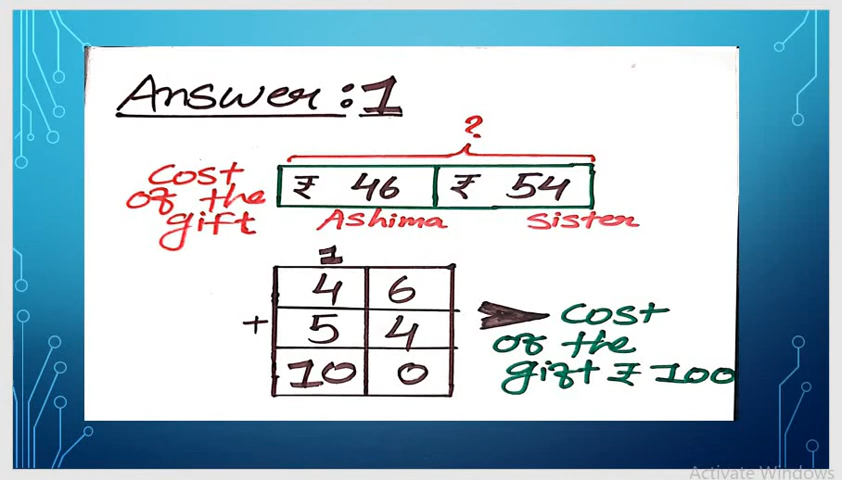 Answer: 1
?
Cost of the gift
₹ 46 ₹ 54
Ashima Sister
1
4 6
+ 5 4
10 0
Cost of the gift ₹ 100
Activate Windows